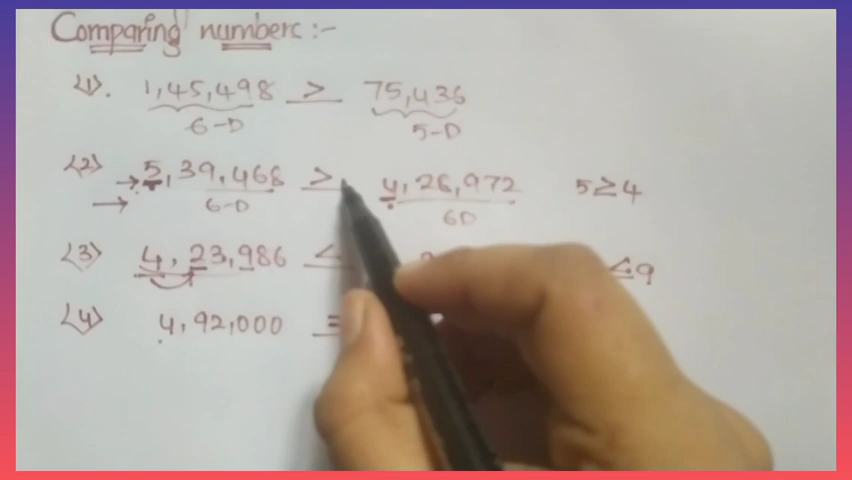 Comparing numbers :-
(1). 1,45,498 > 75,436
6-D 5-D
(2) → 5,39,468 > 4,26,972 5≥4
→ 6-D 6D
(3) 4,23,986 < <9
(4) 4,92,000 =